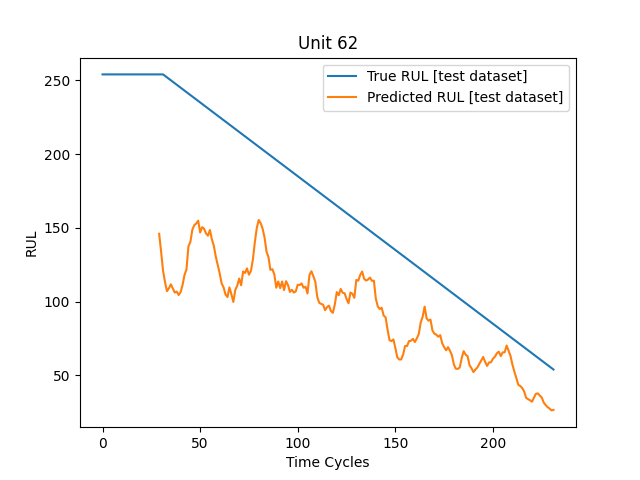 Unit 62
True RUL [test dataset]
Predicted RUL [test dataset]
250
200
150
100
50
RUL
0
50
100
150
200
Time Cycles